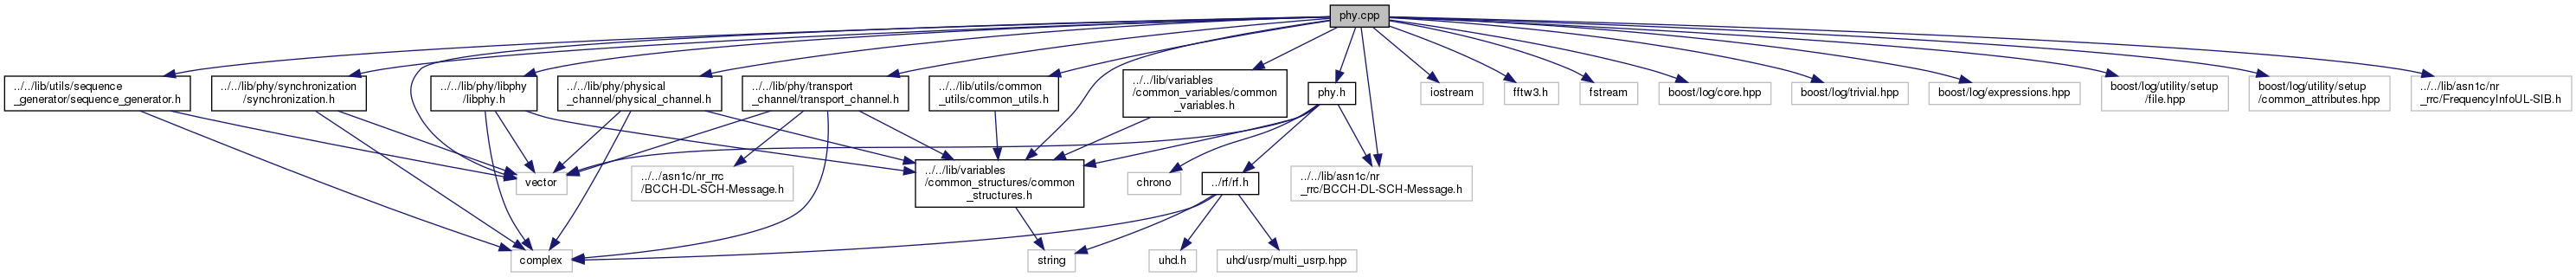 phy.cpp
../../lib/utils/sequence
_generator/sequence_generator.h
../../lib/phy/synchronization
/synchronization.h
../../lib/phy/libphy
/libphy.h
../../lib/phy/physical
_channel/physical_channel.h
../../lib/phy/transport
_channel/transport_channel.h
../../lib/utils/common
_utils/common_utils.h
../../lib/variables
/common_variables/common
_variables.h
phy.h
iostream
fftw3.h
fstream
boost/log/core.hpp
boost/log/trivial.hpp
boost/log/expressions.hpp
boost/log/utility/setup
/file.hpp
boost/log/utility/setup
/common_attributes.hpp
../../lib/asn1c/nr
_rrc/FrequencyInfoUL-SIB.h
vector
../../asn1c/nr_rrc
/BCCH-DL-SCH-Message.h
../../lib/variables
/common_structures/common
_structures.h
chrono
../rf/rf.h
../../lib/asn1c/nr
_rrc/BCCH-DL-SCH-Message.h
complex
string
uhd.h
uhd/usrp/multi_usrp.hpp